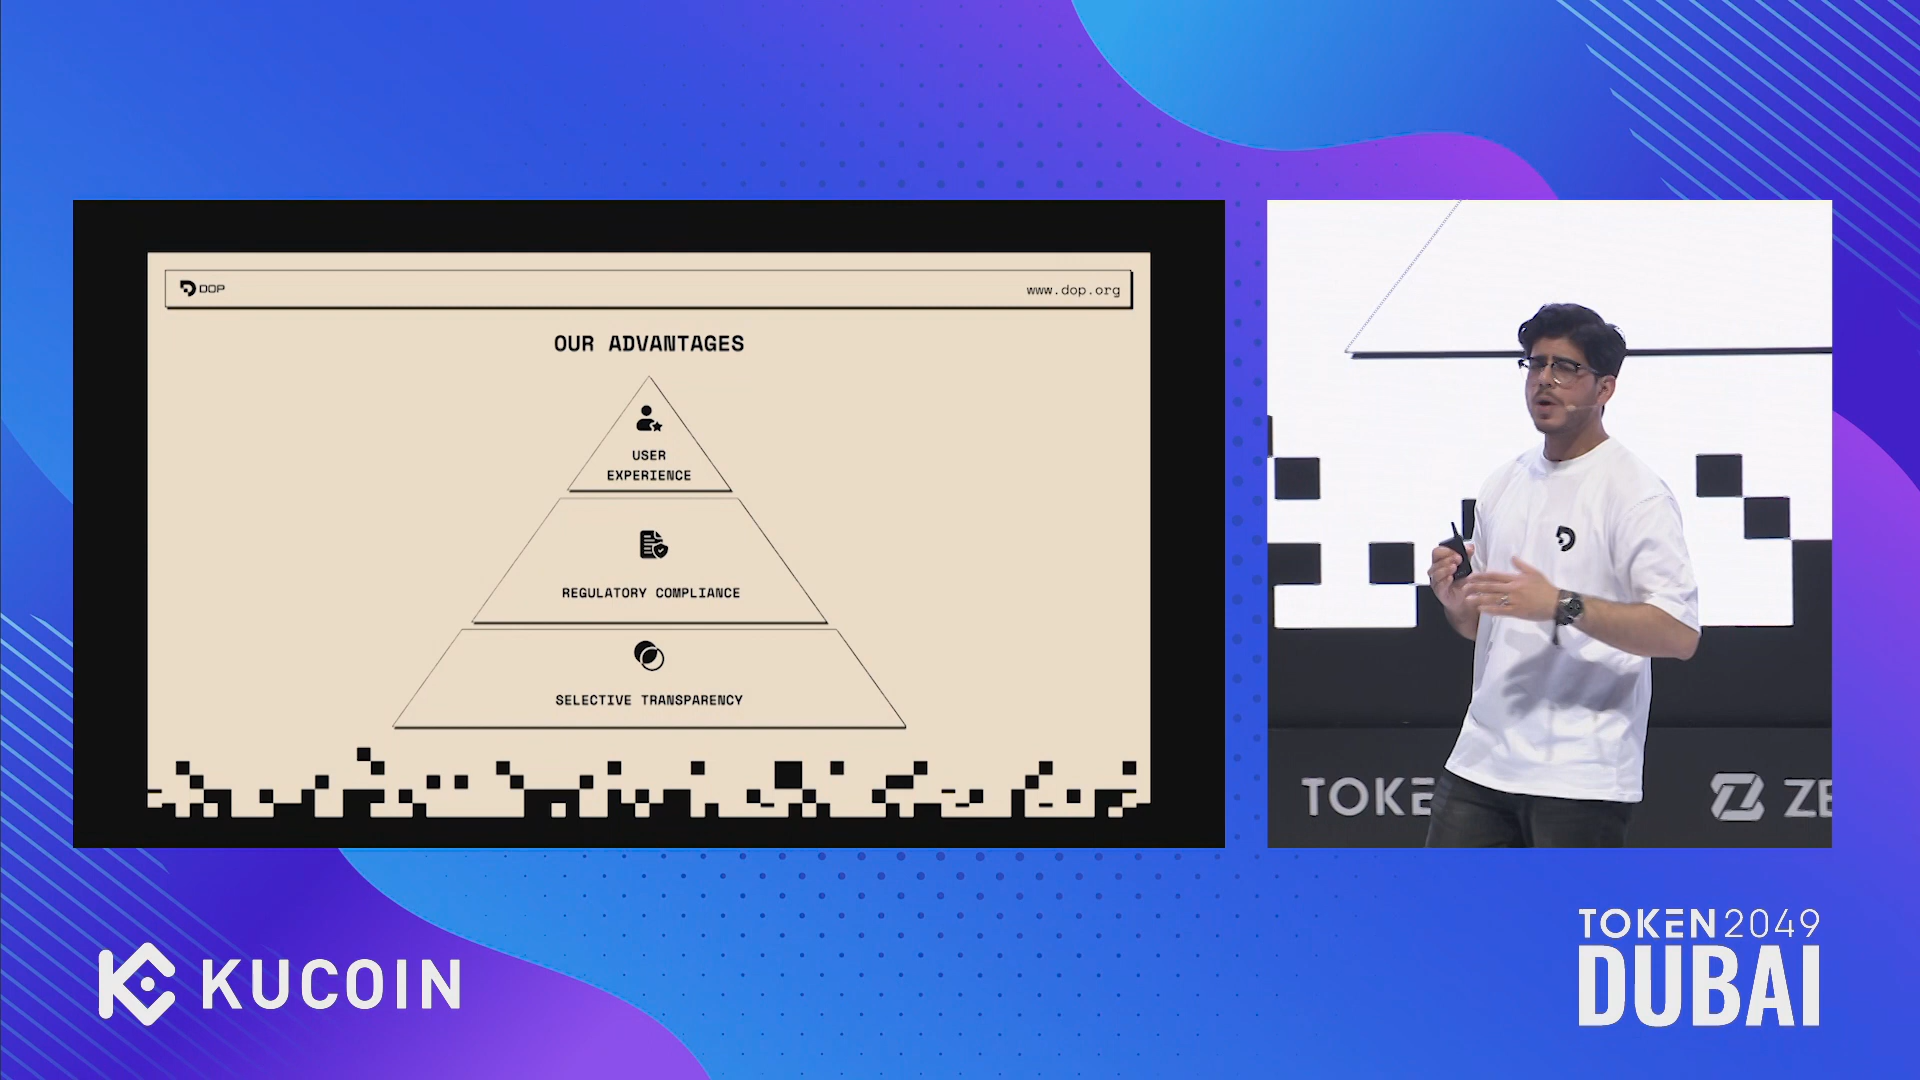 DOP
www.dop.org
OUR ADVANTAGES
USER
EXPERIENCE
REGULATORY COMPLIANCE
SELECTIVE TRANSPARENCY
TOKE
ZE
KUCOIN
TOKEN2049
DUBAI